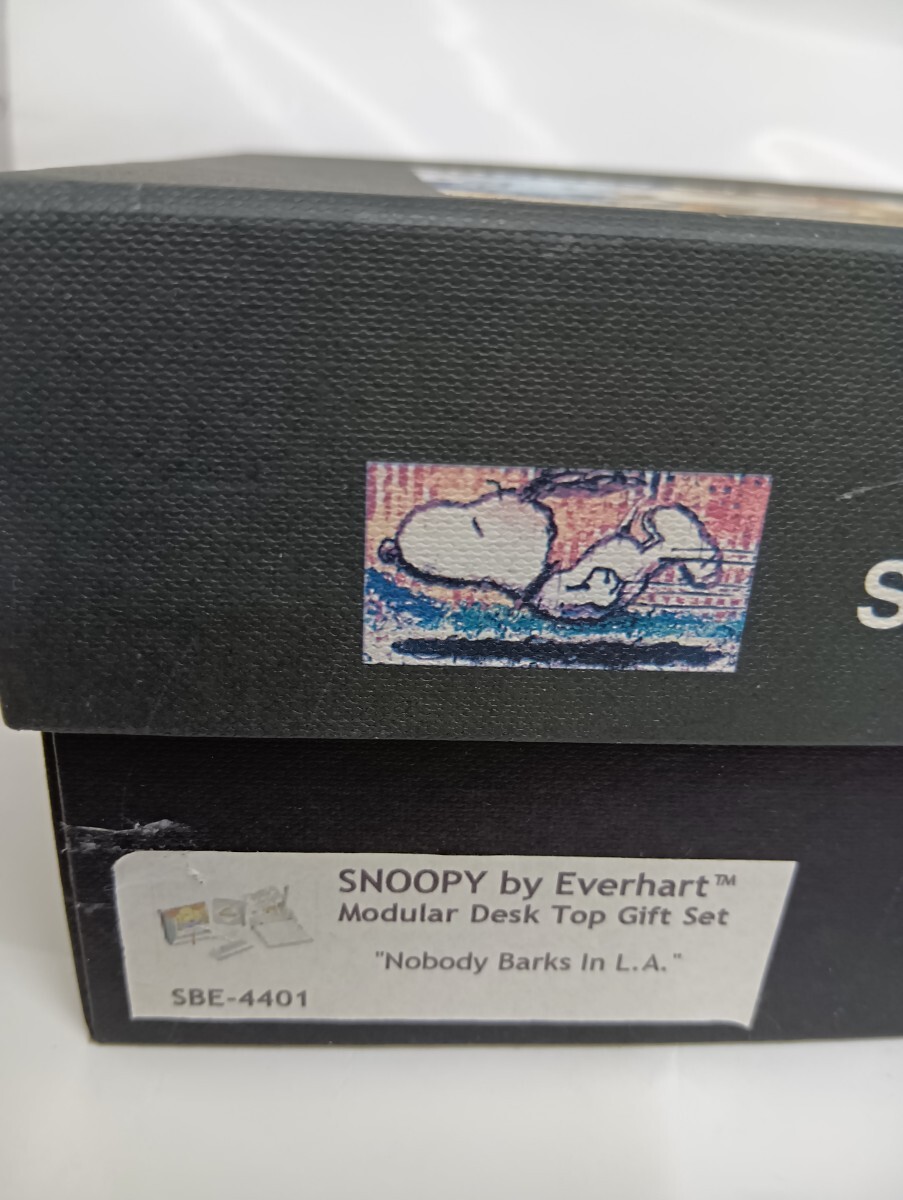 S
SNOOPY by Everhart™
Modular Desk Top Gift Set
"Nobody Barks In L.A."
SBE-4401